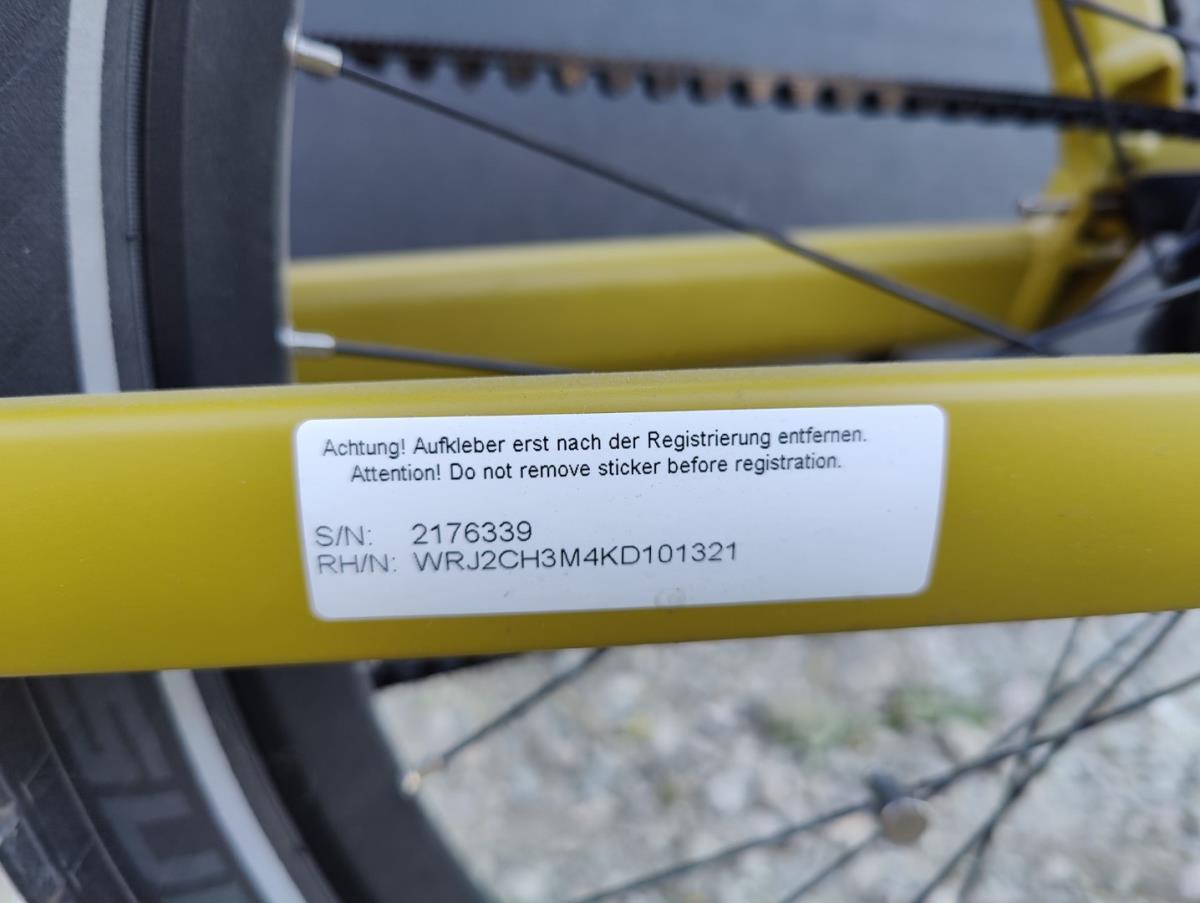 Achtung! Aufkleber erst nach der Registrierung entfernen.
Attention! Do not remove sticker before registration.
S/N: 2176339
RH/N: WRJ2CH3M4KD101321